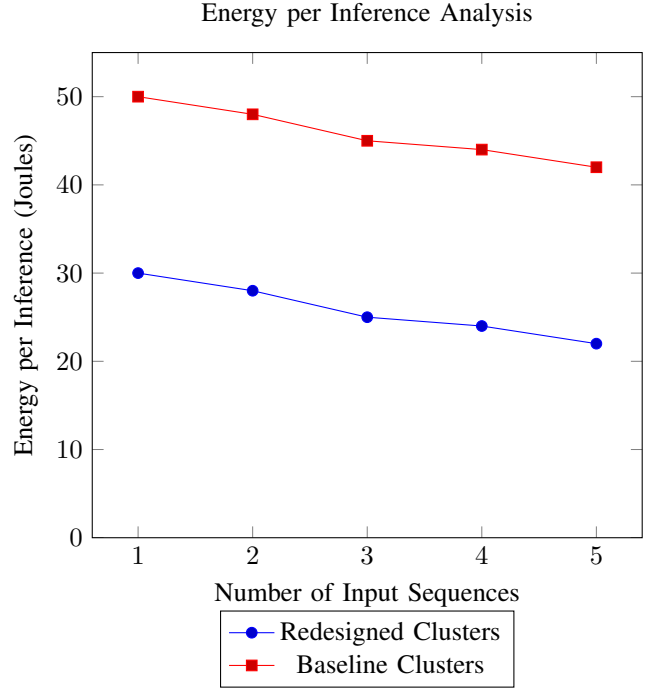 Energy per Inference Analysis
50
40
30
20
10
0
Energy per Inference (Joules)
1 2 3 4 5
Number of Input Sequences
Redesigned Clusters
Baseline Clusters